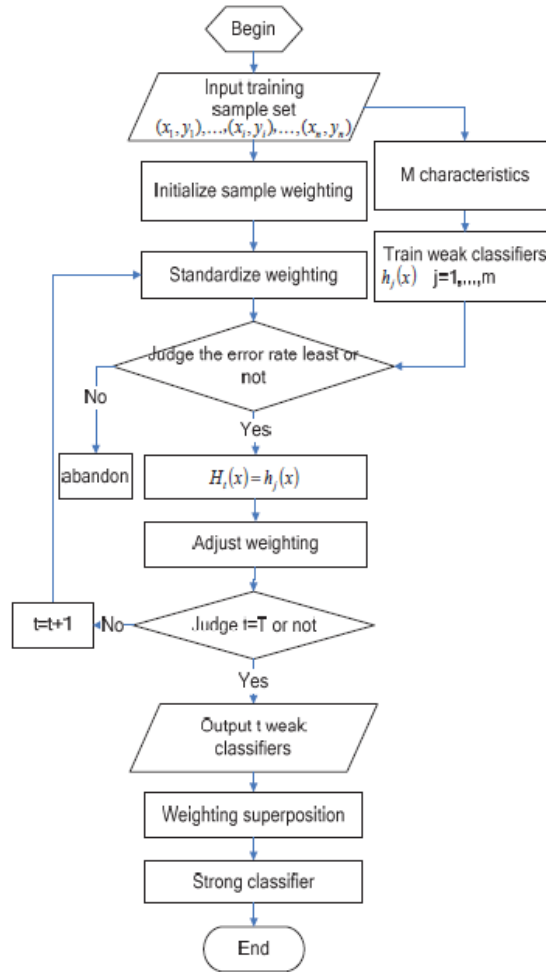 Begin
Input training
sample set
(x₁,y₁),...,(xᵢ,yᵢ),...,(xₙ,yₙ)
M characteristics
Initialize sample weighting
Train weak classifiers
hⱼ(x) j=1,...,m
Standardize weighting
Judge the error rate least or
not
No
Yes
abandon
Hₜ(x)=hⱼ(x)
Adjust weighting
t=t+1
No
Judge t=T or not
Yes
Output t weak
classifiers
Weighting superposition
Strong classifier
End